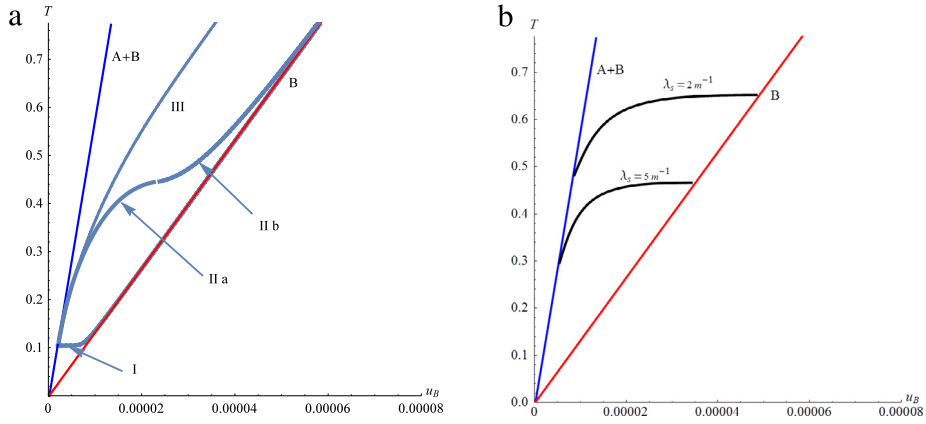 a
T
0.7
0.6
0.5
0.4
0.3
0.2
0.1
0
0.00002
0.00004
0.00006
0.00008
u_B
A+B
III
B
II b
II a
I
b
T
0.7
0.6
0.5
0.4
0.3
0.2
0.1
0.0
0
0.00002
0.00004
0.00006
0.00008
u_B
A+B
λ_s = 2 m⁻¹
B
λ_s = 5 m⁻¹